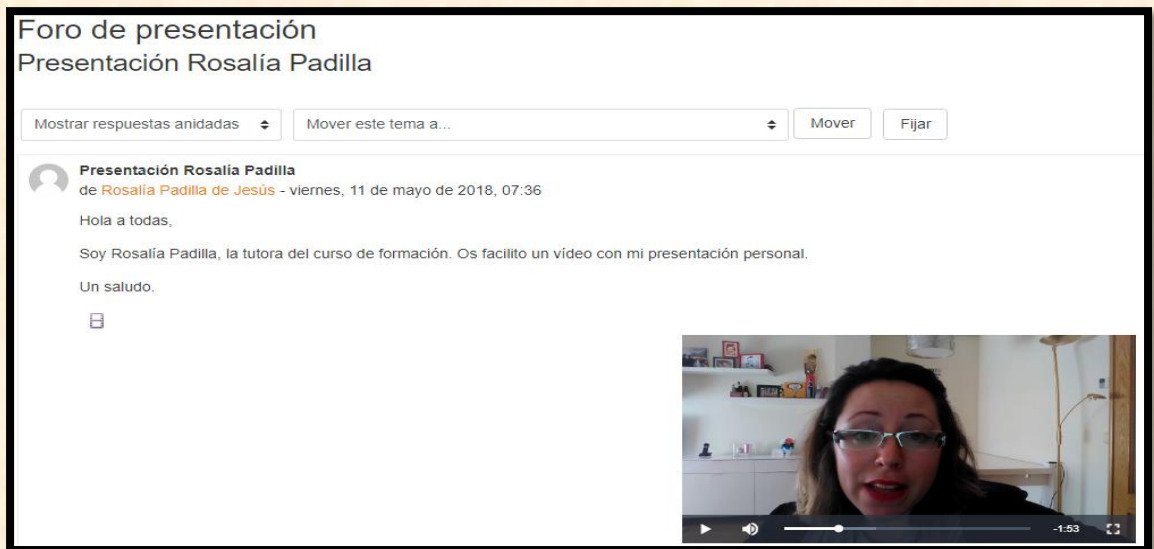 Foro de presentación
Presentación Rosalía Padilla
Mostrar respuestas anidadas
Mover este tema a...
Mover
Fijar
Presentación Rosalía Padilla
de Rosalía Padilla de Jesús - viernes, 11 de mayo de 2018, 07:36
Hola a todas,
Soy Rosalía Padilla, la tutora del curso de formación. Os facilito un vídeo con mi presentación personal.
Un saludo.
-1:53